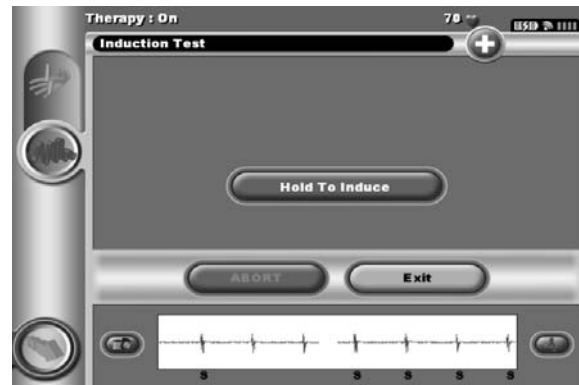 Therapy : On 70
Induction Test
Hold To Induce
ABORT Exit
S S S S S